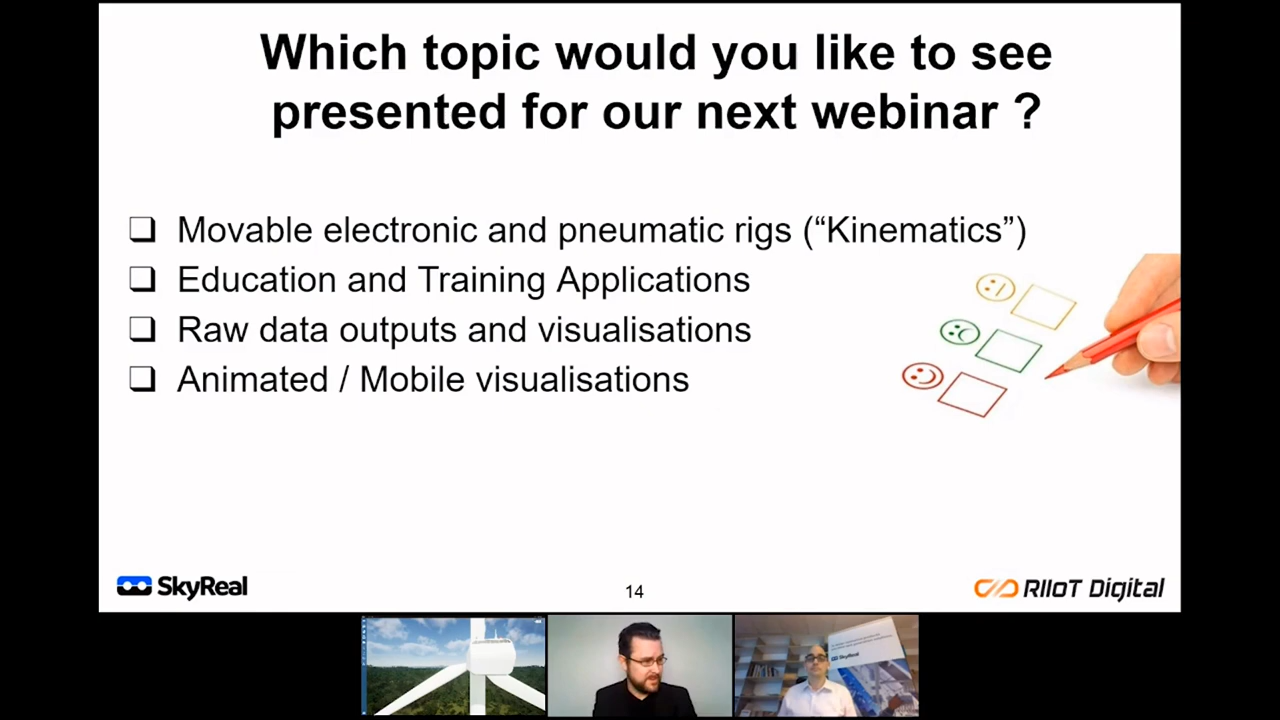 Which topic would you like to see
presented for our next webinar ?
❑ Movable electronic and pneumatic rigs (“Kinematics”)
❑ Education and Training Applications
❑ Raw data outputs and visualisations
❑ Animated / Mobile visualisations
SkyReal
14
RIIoT Digital
SkyReal